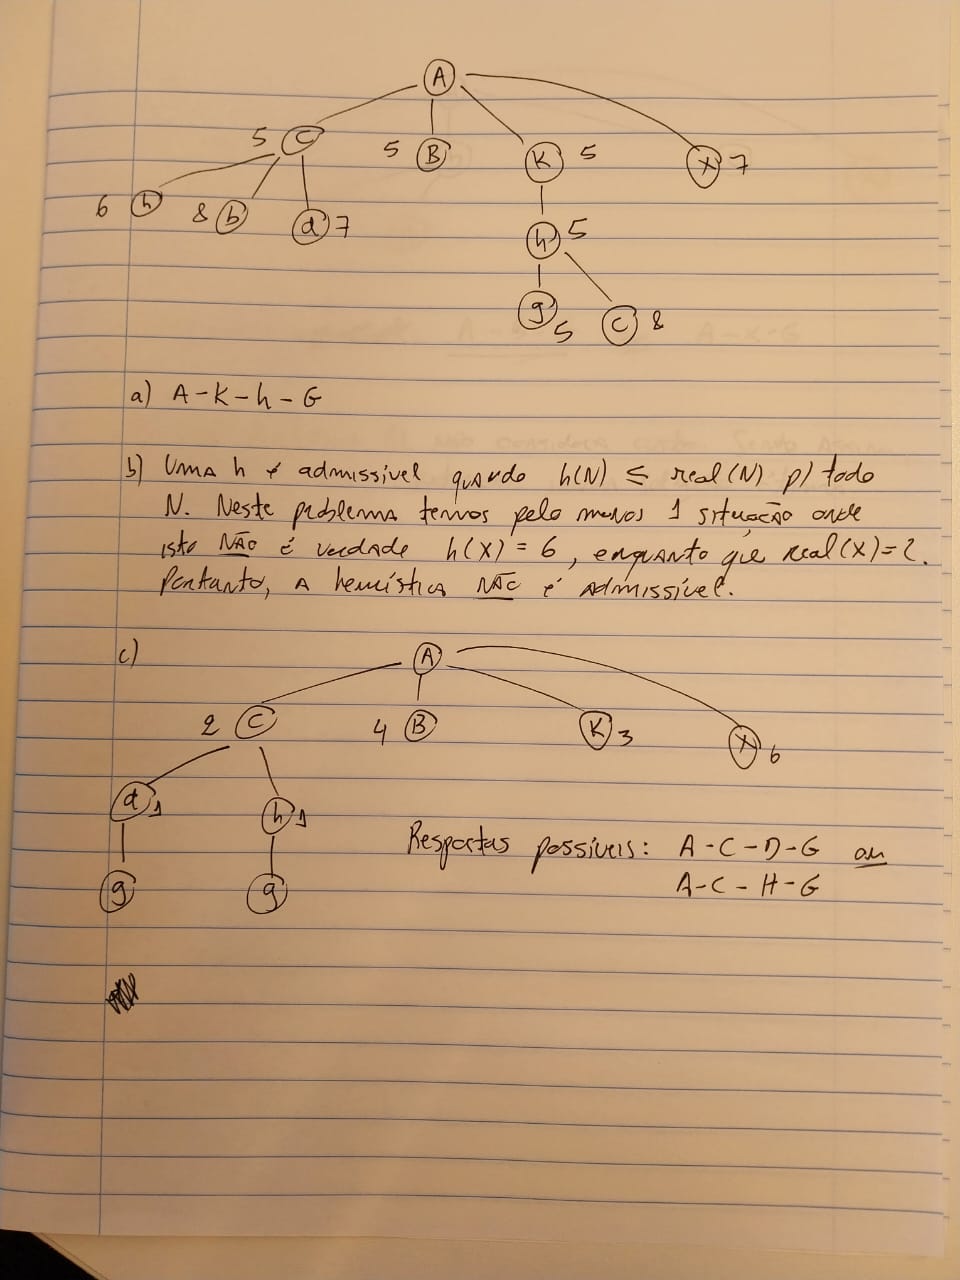 A
5 C 5 B K 5 X 7
6 h 8 b d 7 h 5
g 5 C 8
a) A-K-h-G
b) Uma h é admissível quando h(N) ≤ real(N) p/ todo
N. Neste problema temos pelo menos 1 situação onde
isto NÃO é verdade h(X) = 6, enquanto que real(X)=2.
Portanto, a heurística NÃO é admissível.
c) A
2 C 4 B K 3 X 6
d 1 h 1
Respostas possíveis: A-C-D-G ou
g g A-C-H-G